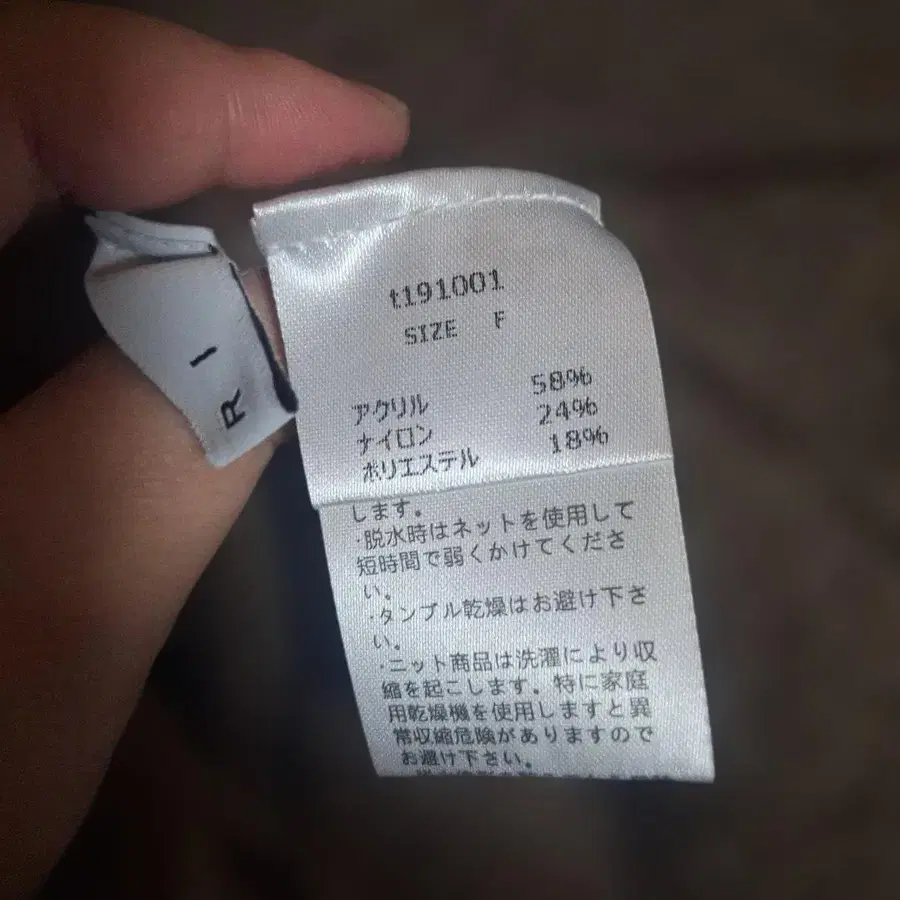 R I
t191001
SIZE F
アクリル 58%
ナイロン 24%
ポリエステル 18%
します。
・脱水時はネットを使用して
短時間で弱くかけてくださ
い。
・タンブル乾燥はお避け下さ
い。
・ニット商品は洗濯により収
縮を起こします。特に家庭
用乾燥機を使用しますと異
常収縮危険がありますので
お避け下さい。